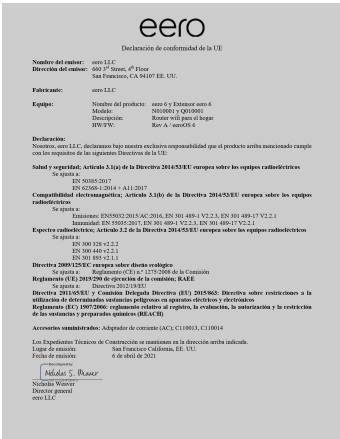 eero
Declaración de conformidad de la UE
Nombre del emisor: eero LLC
Dirección del emisor: 660 3rd Street, 4th Floor
San Francisco, CA 94107 EE. UU.
Fabricante: eero LLC
Equipo: Nombre del producto: eero 6 y Extensor eero 6
Modelo: N010001 y Q010001
Descripción: Router wifi para el hogar
HW/FW: Rev A / eeroOS 6
Declaración:
Nosotros, eero LLC, declaramos bajo nuestra exclusiva responsabilidad que el producto arriba mencionado cumple
con los requisitos de las siguientes Directivas de la UE:
Salud y seguridad; Artículo 3.1(a) de la Directiva 2014/53/EU europea sobre los equipos radioeléctricos
Se ajusta a:
EN 50385:2017
EN 62368-1:2014 + A11:2017
Compatibilidad electromagnética; Artículo 3.1(b) de la Directiva 2014/53/EU europea sobre los equipos
radioeléctricos
Se ajusta a:
Emisiones: EN55032:2015/AC:2016, EN 301 489-1 V2.2.3, EN 301 489-17 V2.2.1
Inmunidad: EN 55035:2017, EN 301 489-1 V2.2.3, EN 301 489-17 V2.2.1
Espectro radioeléctrico; Artículo 3.2 de la Directiva 2014/53/EU europea sobre los equipos radioeléctricos
Se ajusta a:
EN 300 328 v2.2.2
EN 300 440 v2.2.1
EN 301 893 v2.1.1
Directiva 2009/125/EC europea sobre diseño ecológico
Se ajusta a: Reglamento (CE) n.º 1275/2008 de la Comisión
Reglamento (UE) 2019/290 de ejecución de la comisión; RAEE
Se ajusta a: Directiva 2012/19/EU
Directiva 2011/65/EU y Comisión Delegada Directiva (EU) 2015/863: Directiva sobre restricciones a la
utilización de determinadas sustancias peligrosas en aparatos eléctricos y electrónicos
Reglamento (EC) 1907/2006: reglamento relativo al registro, la evaluación, la autorización y la restricción
de las sustancias y preparados químicos (REACH)
Accesorios suministrados: Adaptador de corriente (AC); C110013, C110014
Los Expedientes Técnicos de Construcción se mantienen en la dirección arriba indicada.
Lugar de emisión: San Francisco California, EE. UU.
Fecha de emisión: 6 de abril de 2021
Nicholas S. Weaver
Nicholas Weaver
Director general
eero LLC